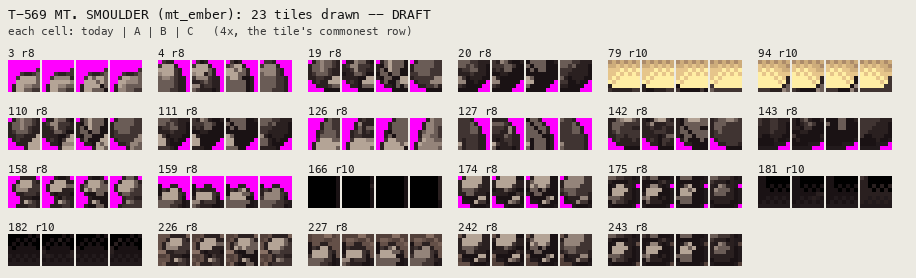 T-569 MT. SMOULDER (mt_ember): 23 tiles drawn -- DRAFT
each cell: today | A | B | C (4x, the tile's commonest row)
3 r8 4 r8 19 r8 20 r8 79 r10 94 r10
110 r8 111 r8 126 r8 127 r8 142 r8 143 r8
158 r8 159 r8 166 r10 174 r8 175 r8 181 r10
182 r10 226 r8 227 r8 242 r8 243 r8